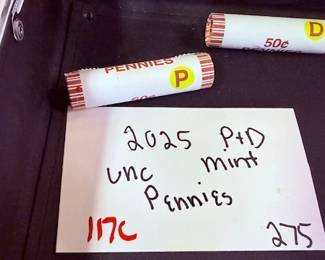 D
50¢
PENNIES
P
50¢
2025 P+D
unc mint
Pennies
117C 275